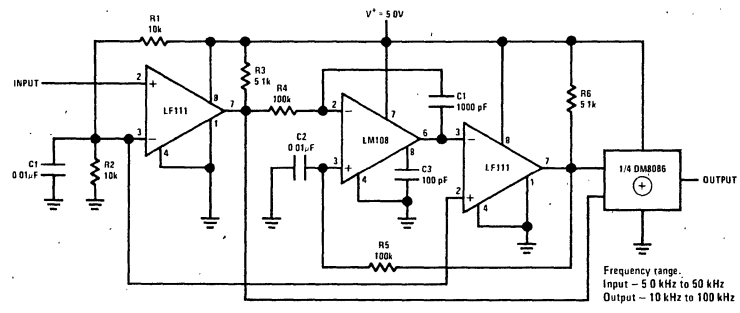 V+ = 5 0V
R1
10k
R3
5 1k
R4
100k
C1
1000 pF
R6
5 1k
INPUT
2
+
LF111
8
7
1
3
−
4
2
−
LM108
7
6
8
3
+
4
C2
0 01μF
C3
100 pF
3
−
LF111
8
7
1
2
+
4
1/4 DM8086
+
OUTPUT
C1
0 01μF
R2
10k
R5
100k
Frequency range.
Input – 5 0 kHz to 50 kHz
Output – 10 kHz to 100 kHz